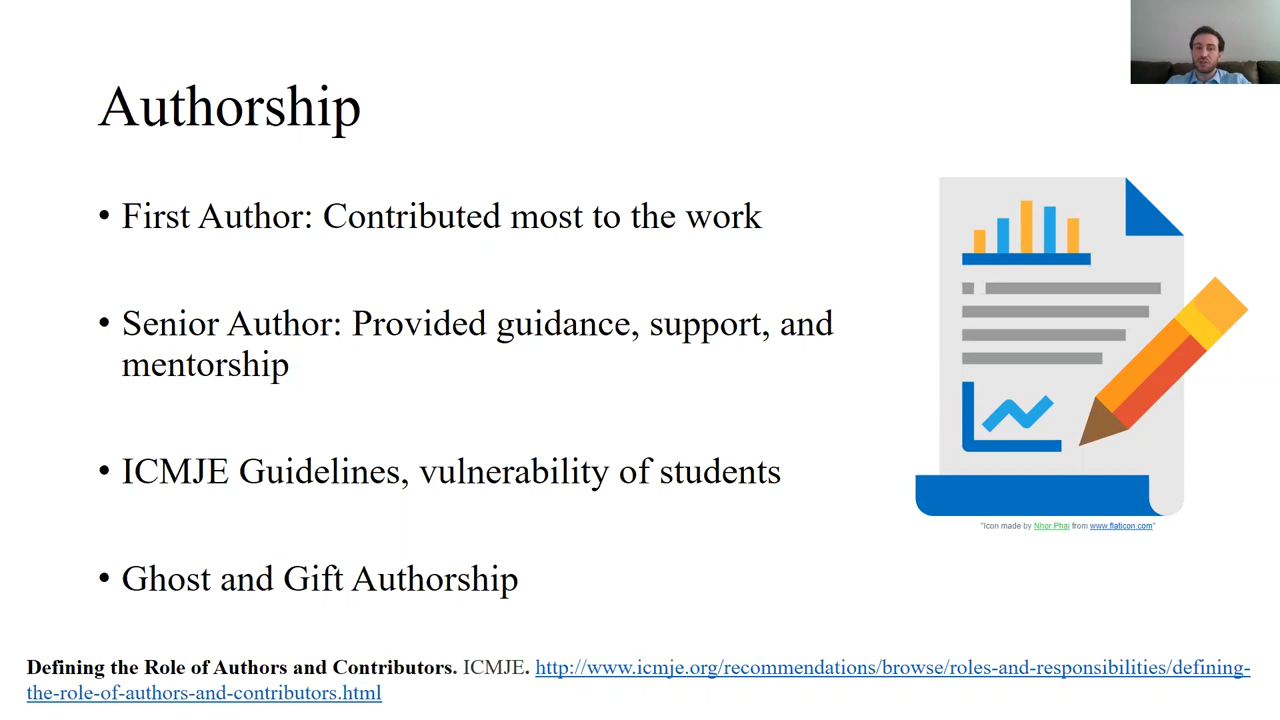 Authorship
• First Author: Contributed most to the work
• Senior Author: Provided guidance, support, and
mentorship
• ICMJE Guidelines, vulnerability of students
• Ghost and Gift Authorship
"Icon made by Nhor Phai from www.flaticon.com"
Defining the Role of Authors and Contributors. ICMJE. http://www.icmje.org/recommendations/browse/roles-and-responsibilities/defining-
the-role-of-authors-and-contributors.html